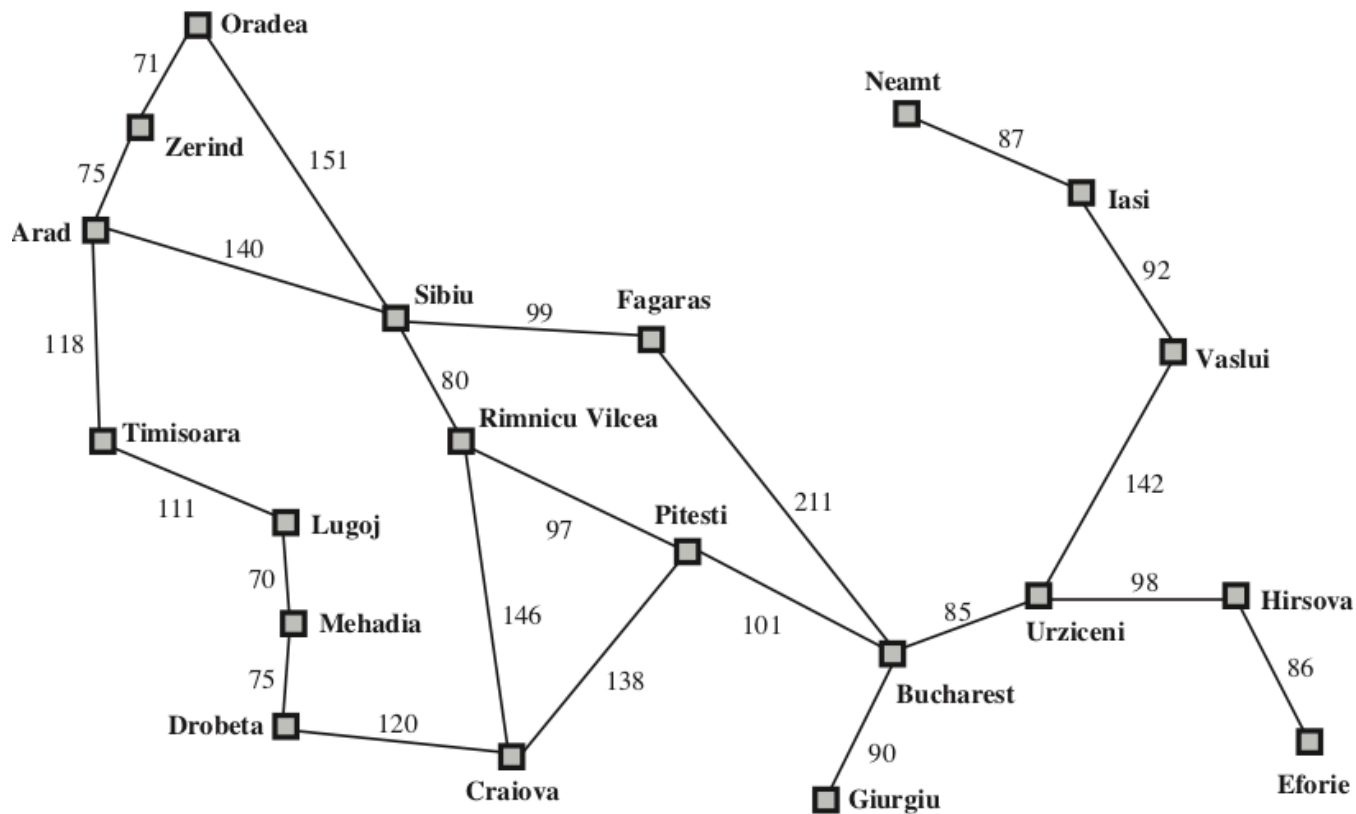 Oradea
71
Neamt
Zerind
87
151
75
Iasi
Arad
140
92
Sibiu
99
Fagaras
118
80
Vaslui
Rimnicu Vilcea
Timisoara
142
111
211
Lugoj
97
Pitesti
70
98
Hirsova
146
101
85
Mehadia
Urziceni
86
75
138
Bucharest
Drobeta
120
90
Craiova
Giurgiu
Eforie